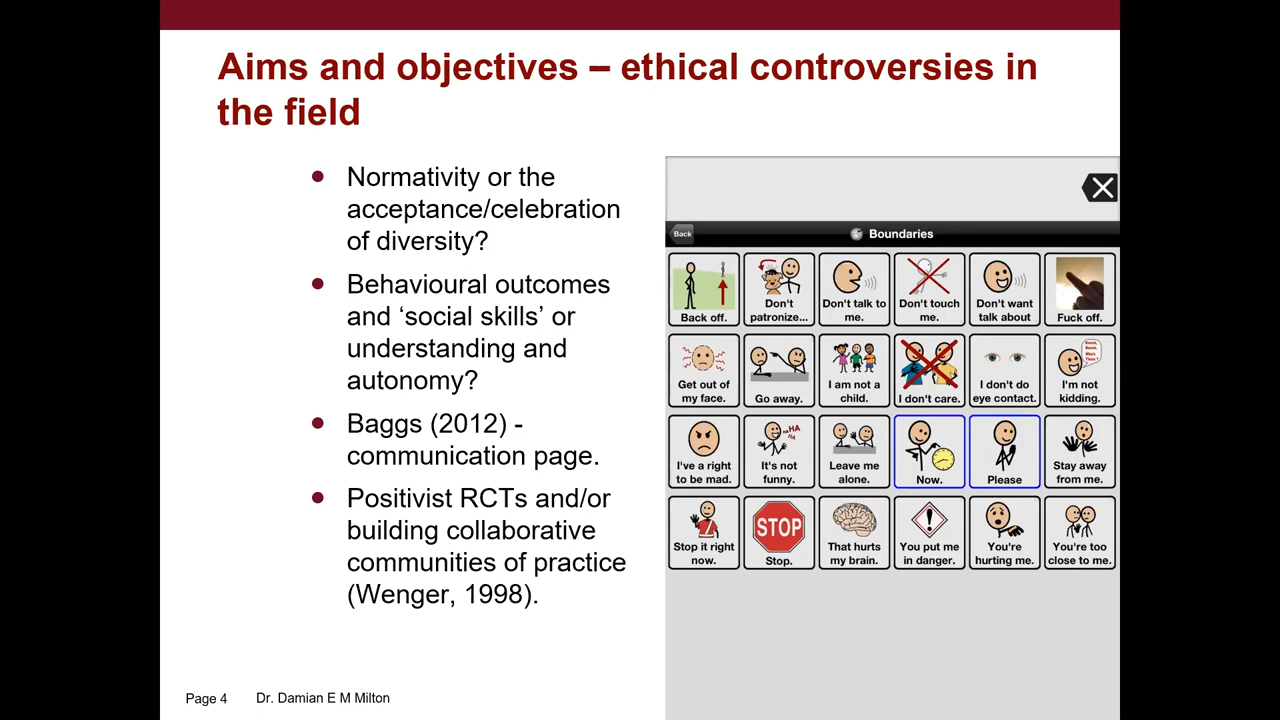 Aims and objectives – ethical controversies in
the field
• Normativity or the
acceptance/celebration
of diversity?
• Behavioural outcomes
and ‘social skills’ or
understanding and
autonomy?
• Baggs (2012) -
communication page.
• Positivist RCTs and/or
building collaborative
communities of practice
(Wenger, 1998).
Back
Boundaries
Back off.
Don't
patronize...
Don't talk to
me.
Don't touch
me.
Don't want
talk about
Fuck off.
Get out of
my face.
Go away.
I am not a
child.
I don't care.
I don't do
eye contact.
I'm not
kidding.
I've a right
to be mad.
HA HA
HA
It's not
funny.
Leave me
alone.
Now.
Please
Stay away
from me.
Stop it right
now.
STOP
Stop.
That hurts
my brain.
You put me
in danger.
You're
hurting me.
You're too
close to me.
Page 4
Dr. Damian E M Milton